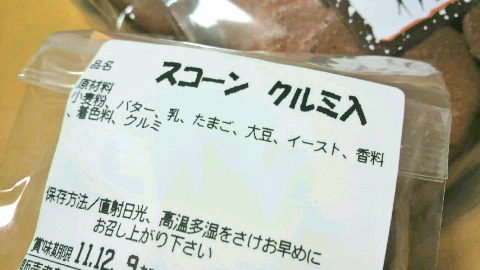 品名 スコーン クルミ入
原材料
小麦粉、バター、乳、たまご、大豆、イースト、香料
、着色料、クルミ
保存方法/直射日光、高温多湿をさけお早めに
お召し上がり下さい
賞味期限 11.12. 9